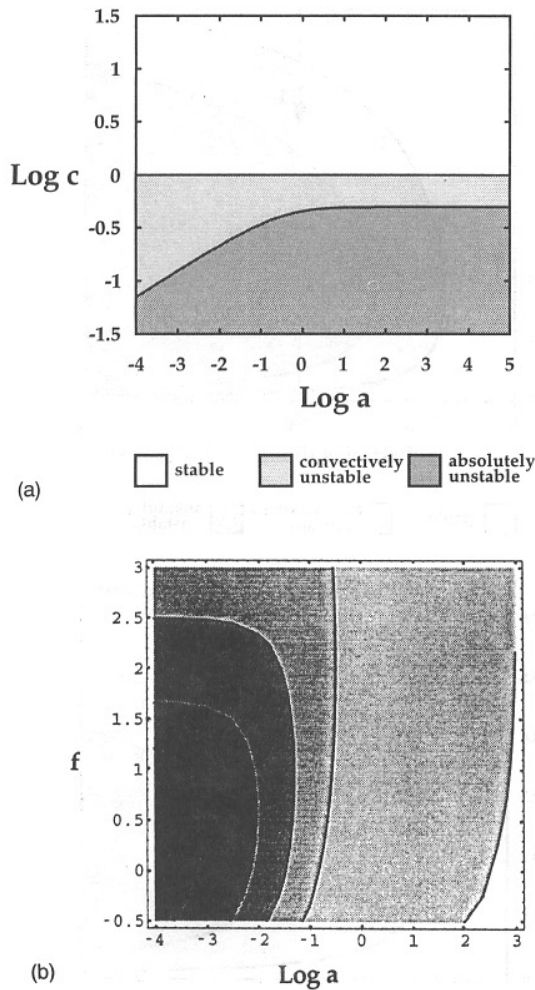 1.5
1
0.5
Log c
0
-0.5
-1
-1.5
-4 -3 -2 -1 0 1 2 3 4 5
Log a
stable
convectively
unstable
absolutely
unstable
(a)
3
2.5
2
1.5
f
1
0.5
0
-0.5
-4 -3 -2 -1 0 1 2 3
Log a
(b)